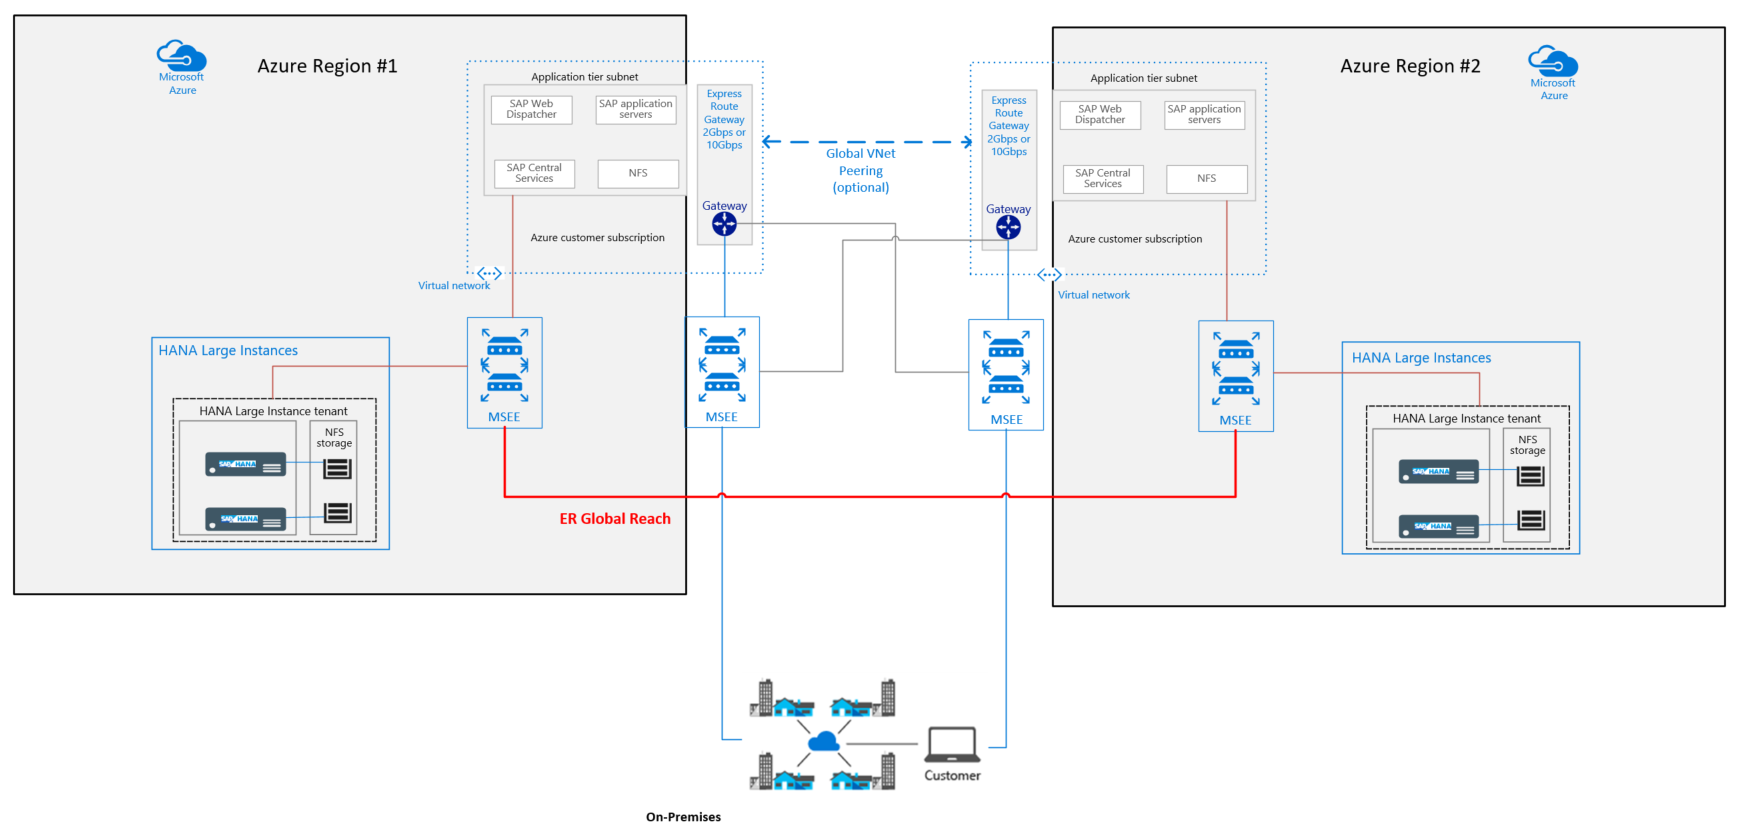 Microsoft
Azure
Azure Region #1
Application tier subnet
SAP Web
Dispatcher
SAP application
servers
SAP Central
Services
NFS
Azure customer subscription
Express
Route
Gateway
2Gbps or
10Gbps
Gateway
Virtual network
Global VNet
Peering
(optional)
Express
Route
Gateway
2Gbps or
10Gbps
Gateway
Application tier subnet
SAP Web
Dispatcher
SAP application
servers
SAP Central
Services
NFS
Azure customer subscription
Virtual network
Azure Region #2
Microsoft
Azure
HANA Large Instances
HANA Large Instance tenant
NFS
storage
SAP HANA
SAP HANA
MSEE
MSEE
MSEE
MSEE
HANA Large Instances
HANA Large Instance tenant
NFS
storage
SAP HANA
SAP HANA
ER Global Reach
Customer
On-Premises